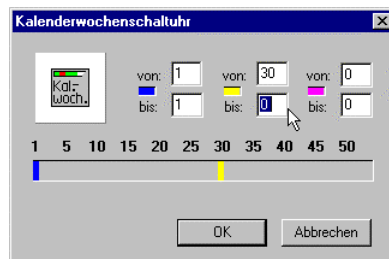 Kalenderwochenschaltuhr
Kal.-
woch.
von: 1 von: 30 von: 0
bis: 1 bis: 0 bis: 0
1 5 10 15 20 25 30 35 40 45 50
OK Abbrechen